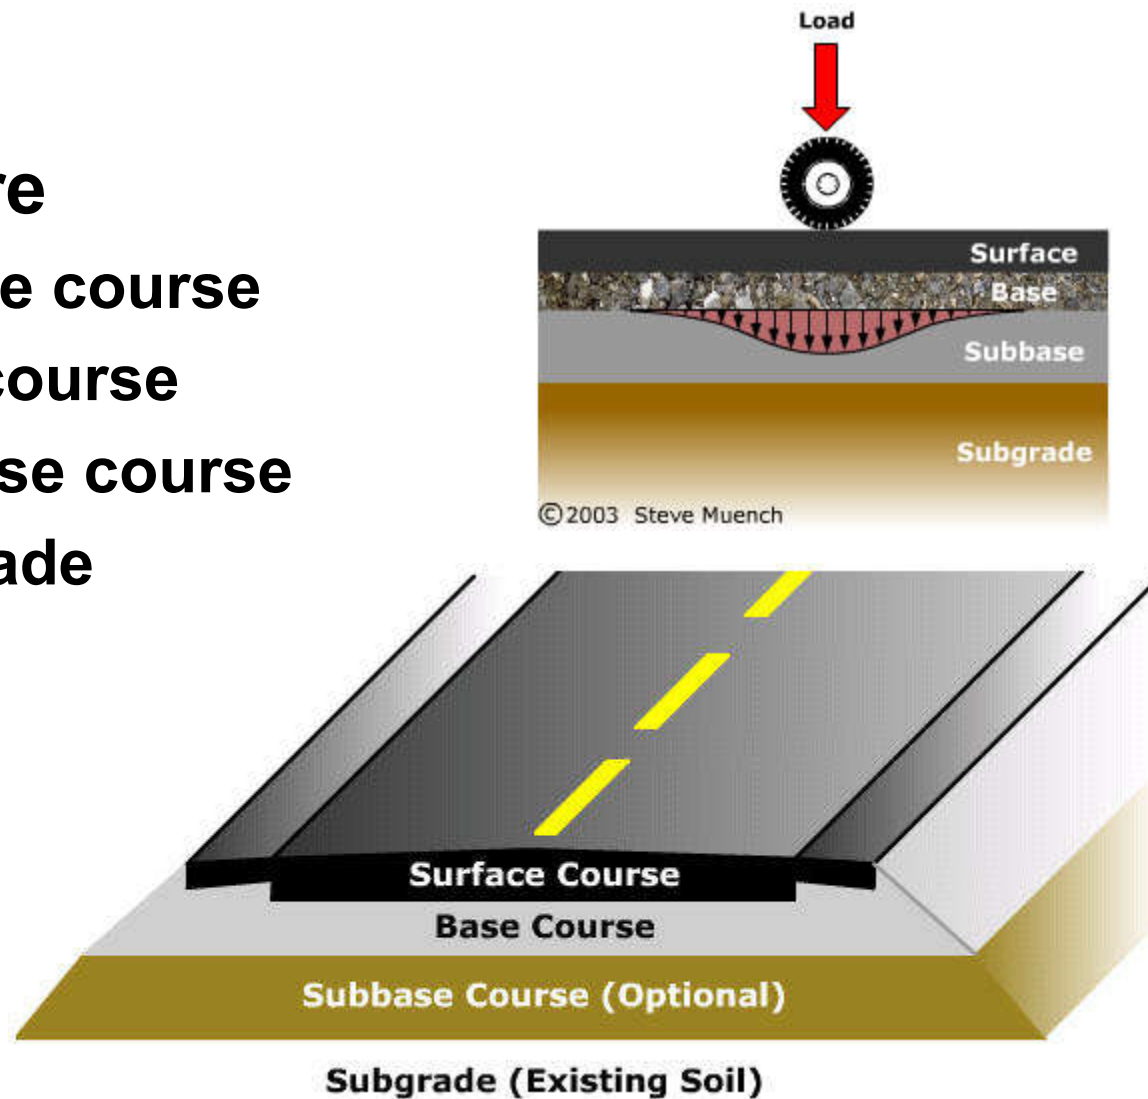 re
e course
course
se course
ade
Load
Surface
Base
Subbase
Subgrade
©2003 Steve Muench
Surface Course
Base Course
Subbase Course (Optional)
Subgrade (Existing Soil)